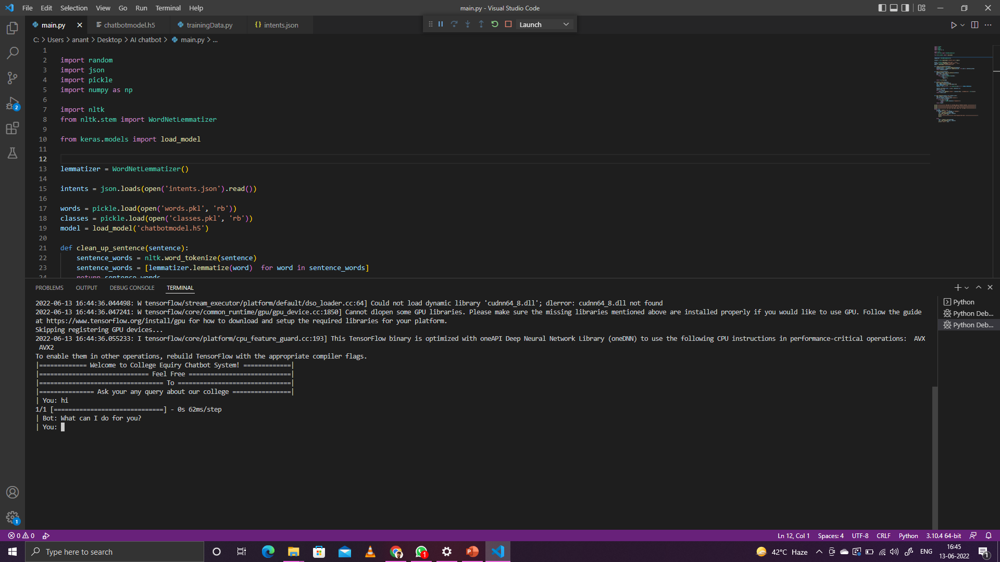 File Edit Selection View Go Run Terminal Help
main.py - Visual Studio Code
main.py
chatbotmodel.h5
trainingData.py
{} intents.json
Launch
C: > Users > anant > Desktop > AI chatbot > main.py > ...
1
2 import random
3 import json
4 import pickle
5 import numpy as np
6
7 import nltk
8 from nltk.stem import WordNetLemmatizer
9
10 from keras.models import load_model
11
12
13 lemmatizer = WordNetLemmatizer()
14
15 intents = json.loads(open('intents.json').read())
16
17 words = pickle.load(open('words.pkl', 'rb'))
18 classes = pickle.load(open('classes.pkl', 'rb'))
19 model = load_model('chatbotmodel.h5')
20
21 def clean_up_sentence(sentence):
22 sentence_words = nltk.word_tokenize(sentence)
23 sentence_words = [lemmatizer.lemmatize(word)  for word in sentence_words]
24 return sentence_words
PROBLEMS OUTPUT DEBUG CONSOLE TERMINAL
2022-06-13 16:44:36.044498: W tensorflow/stream_executor/platform/default/dso_loader.cc:64] Could not load dynamic library 'cudnn64_8.dll'; dlerror: cudnn64_8.dll not found
2022-06-13 16:44:36.047241: W tensorflow/core/common_runtime/gpu/gpu_device.cc:1850] Cannot dlopen some GPU libraries. Please make sure the missing libraries mentioned above are installed properly if you would like to use GPU. Follow the guide
at https://www.tensorflow.org/install/gpu for how to download and setup the required libraries for your platform.
Skipping registering GPU devices...
2022-06-13 16:44:36.055233: I tensorflow/core/platform/cpu_feature_guard.cc:193] This TensorFlow binary is optimized with oneAPI Deep Neural Network Library (oneDNN) to use the following CPU instructions in performance-critical operations:  AVX
AVX2
To enable them in other operations, rebuild TensorFlow with the appropriate compiler flags.
|============= Welcome to College Equiry Chatbot System! =============|
|============================== Feel Free ============================|
|================================== To ===============================|
|=============== Ask your any query about our college ================|
| You: hi
1/1 [==============================] - 0s 62ms/step
| Bot: What can I do for you?
| You:
Python
Python Deb...
Python Deb...
2
1
0 0
Ln 12, Col 1 Spaces: 4 UTF-8 CRLF Python 3.10.4 64-bit
Type here to search
1
42°C Haze
ENG
16:45
13-06-2022
1